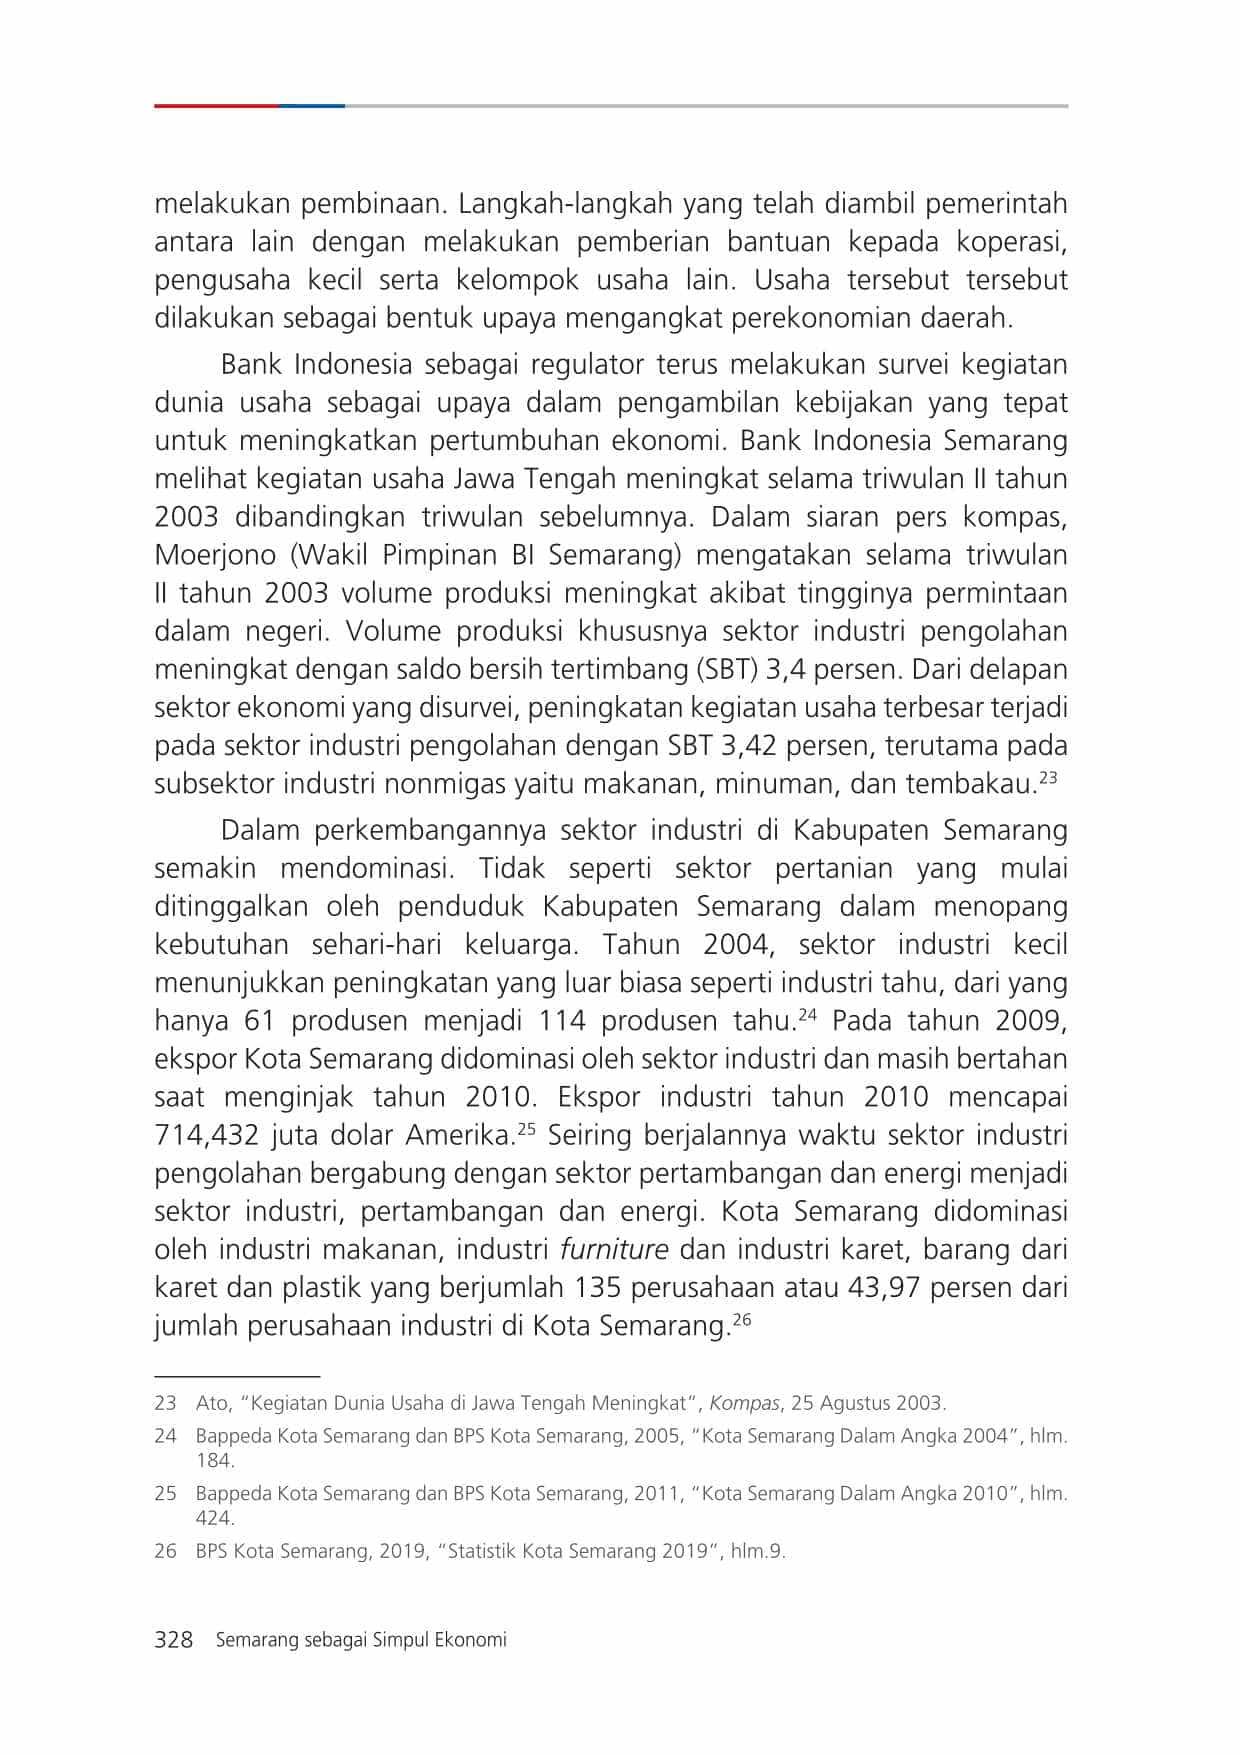 melakukan pembinaan. Langkah-langkah yang telah diambil pemerintah
antara lain dengan melakukan pemberian bantuan kepada koperasi,
pengusaha kecil serta kelompok usaha lain. Usaha tersebut tersebut
dilakukan sebagai bentuk upaya mengangkat perekonomian daerah.
Bank Indonesia sebagai regulator terus melakukan survei kegiatan
dunia usaha sebagai upaya dalam pengambilan kebijakan yang tepat
untuk meningkatkan pertumbuhan ekonomi. Bank Indonesia Semarang
melihat kegiatan usaha Jawa Tengah meningkat selama triwulan II tahun
2003 dibandingkan triwulan sebelumnya. Dalam siaran pers kompas,
Moerjono (Wakil Pimpinan BI Semarang) mengatakan selama triwulan
II tahun 2003 volume produksi meningkat akibat tingginya permintaan
dalam negeri. Volume produksi khususnya sektor industri pengolahan
meningkat dengan saldo bersih tertimbang (SBT) 3,4 persen. Dari delapan
sektor ekonomi yang disurvei, peningkatan kegiatan usaha terbesar terjadi
pada sektor industri pengolahan dengan SBT 3,42 persen, terutama pada
subsektor industri nonmigas yaitu makanan, minuman, dan tembakau.23
Dalam perkembangannya sektor industri di Kabupaten Semarang
semakin mendominasi. Tidak seperti sektor pertanian yang mulai
ditinggalkan oleh penduduk Kabupaten Semarang dalam menopang
kebutuhan sehari-hari keluarga. Tahun 2004, sektor industri kecil
menunjukkan peningkatan yang luar biasa seperti industri tahu, dari yang
hanya 61 produsen menjadi 114 produsen tahu.24 Pada tahun 2009,
ekspor Kota Semarang didominasi oleh sektor industri dan masih bertahan
saat menginjak tahun 2010. Ekspor industri tahun 2010 mencapai
714,432 juta dolar Amerika.25 Seiring berjalannya waktu sektor industri
pengolahan bergabung dengan sektor pertambangan dan energi menjadi
sektor industri, pertambangan dan energi. Kota Semarang didominasi
oleh industri makanan, industri furniture dan industri karet, barang dari
karet dan plastik yang berjumlah 135 perusahaan atau 43,97 persen dari
jumlah perusahaan industri di Kota Semarang.26
23 Ato, “Kegiatan Dunia Usaha di Jawa Tengah Meningkat“, Kompas, 25 Agustus 2003.
24 Bappeda Kota Semarang dan BPS Kota Semarang, 2005, “Kota Semarang Dalam Angka 2004”, hlm.
184.
25 Bappeda Kota Semarang dan BPS Kota Semarang, 2011, “Kota Semarang Dalam Angka 2010”, hlm.
424.
26 BPS Kota Semarang, 2019, “Statistik Kota Semarang 2019”, hlm.9.
328 Semarang sebagai Simpul Ekonomi